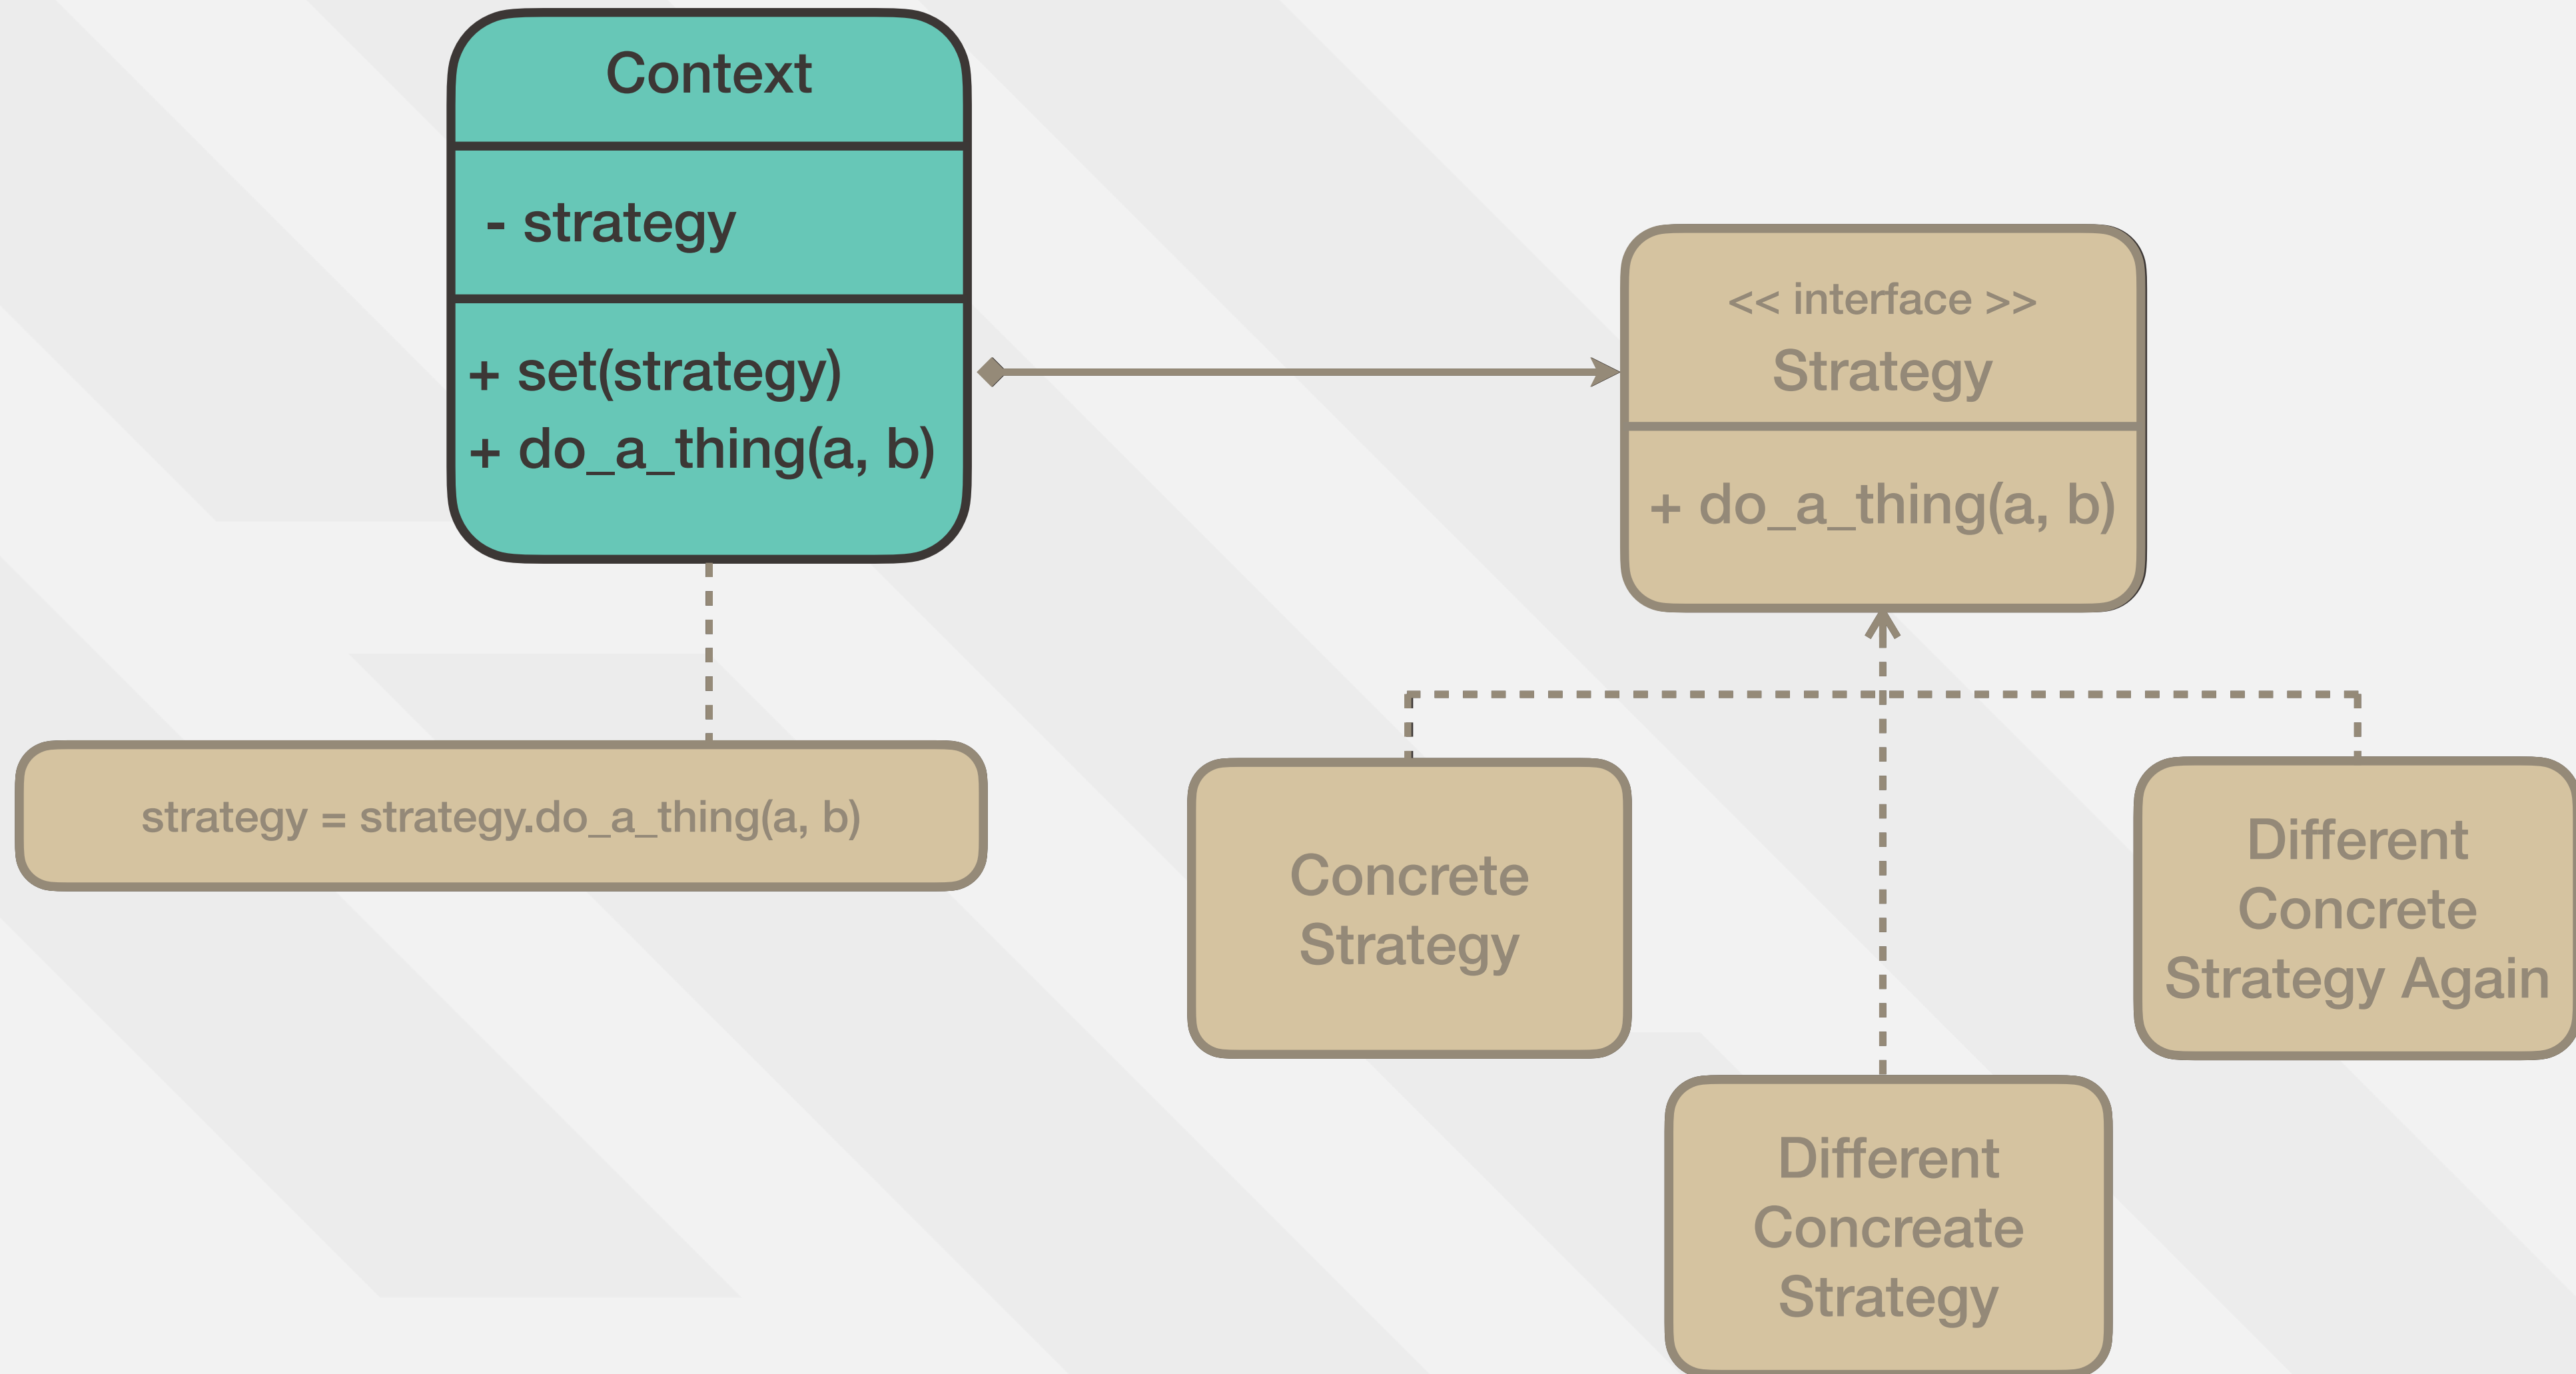 Context
- strategy
+ set(strategy)
+ do_a_thing(a, b)
<< interface >>
Strategy
+ do_a_thing(a, b)
strategy = strategy.do_a_thing(a, b)
Concrete
Strategy
Different
Concreate
Strategy
Different
Concrete
Strategy Again